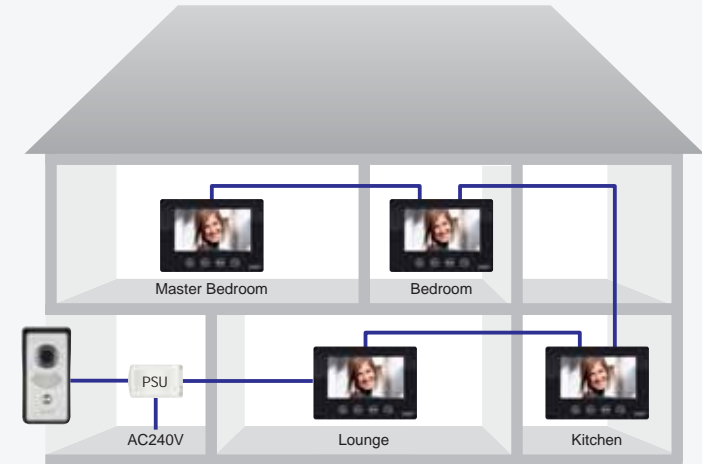 Master Bedroom
Bedroom
PSU
AC240V
Lounge
Kitchen